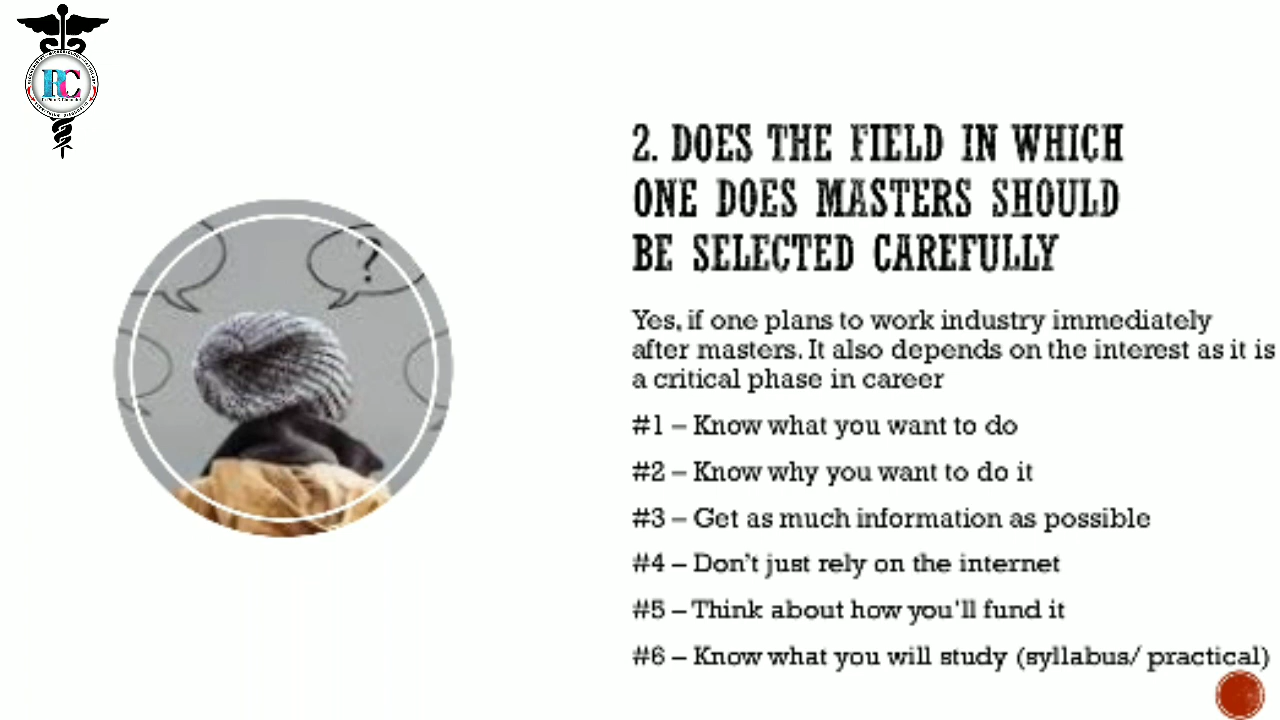 RC
2. DOES THE FIELD IN WHICH
ONE DOES MASTERS SHOULD
BE SELECTED CAREFULLY
Yes, if one plans to work industry immediately
after masters. It also depends on the interest as it is
a critical phase in career
#1 – Know what you want to do
#2 – Know why you want to do it
#3 – Get as much information as possible
#4 – Don't just rely on the internet
#5 – Think about how you'll fund it
#6 – Know what you will study (syllabus/ practical)
?